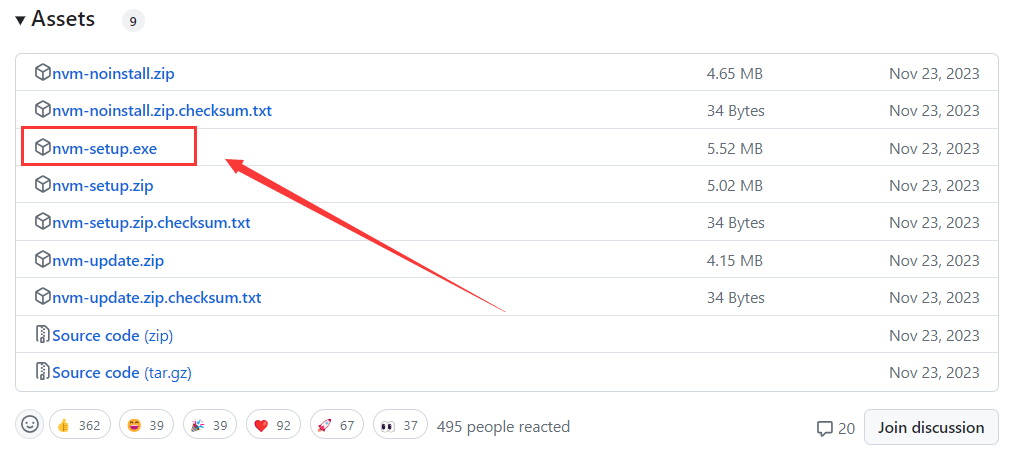 Assets 9
nvm-noinstall.zip 4.65 MB Nov 23, 2023
nvm-noinstall.zip.checksum.txt 34 Bytes Nov 23, 2023
nvm-setup.exe 5.52 MB Nov 23, 2023
nvm-setup.zip 5.02 MB Nov 23, 2023
nvm-setup.zip.checksum.txt 34 Bytes Nov 23, 2023
nvm-update.zip 4.15 MB Nov 23, 2023
nvm-update.zip.checksum.txt 34 Bytes Nov 23, 2023
Source code (zip) Nov 23, 2023
Source code (tar.gz) Nov 23, 2023
362 39 39 92 67 37 495 people reacted 20 Join discussion